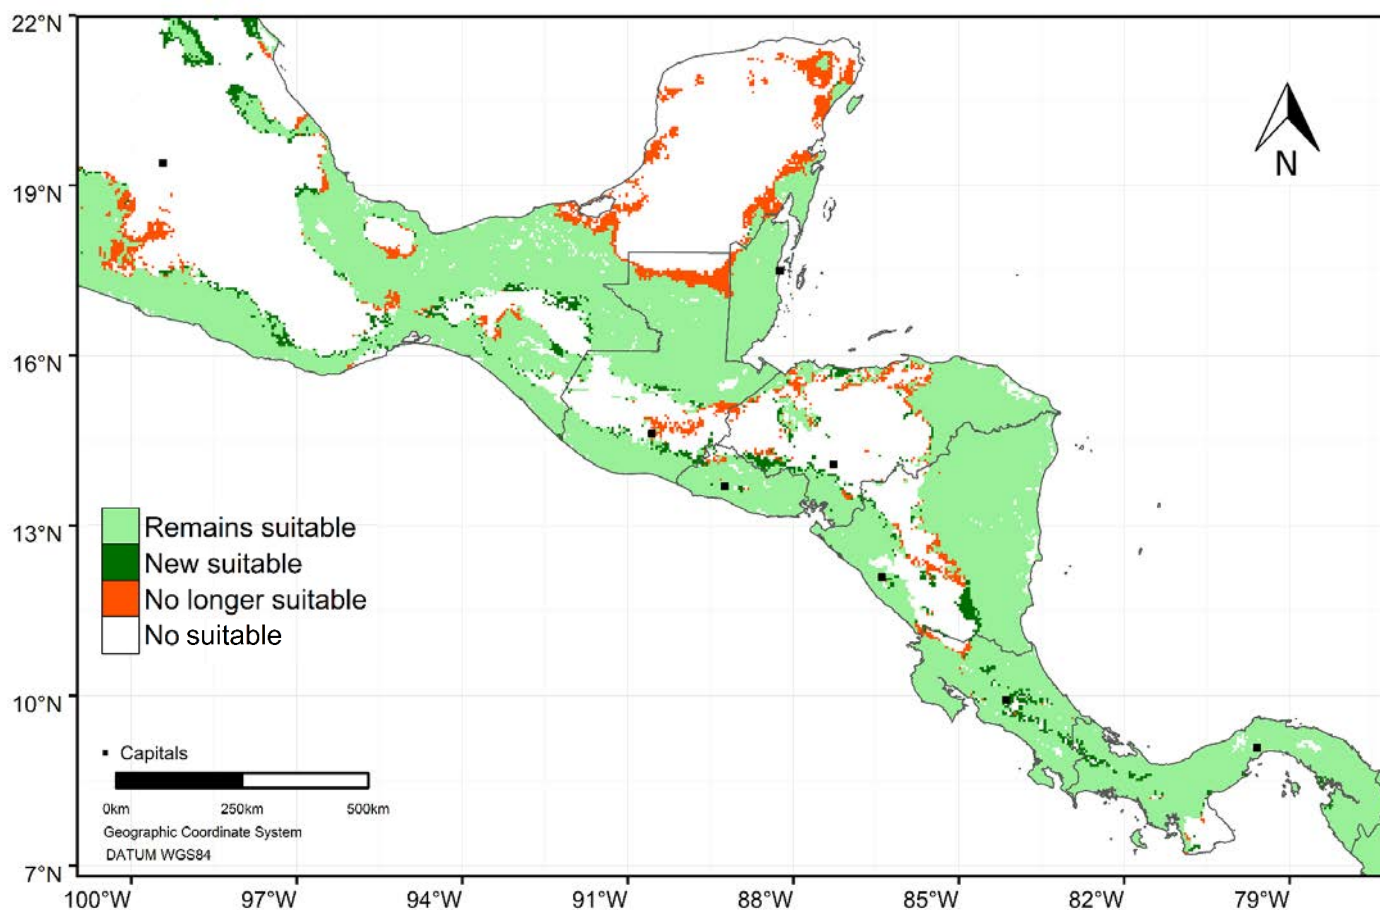 22°N
19°N
16°N
13°N
10°N
7°N
N
Remains suitable
New suitable
No longer suitable
No suitable
Capitals
0km 250km 500km
Geographic Coordinate System
DATUM WGS84
100°W 97°W 94°W 91°W 88°W 85°W 82°W 79°W